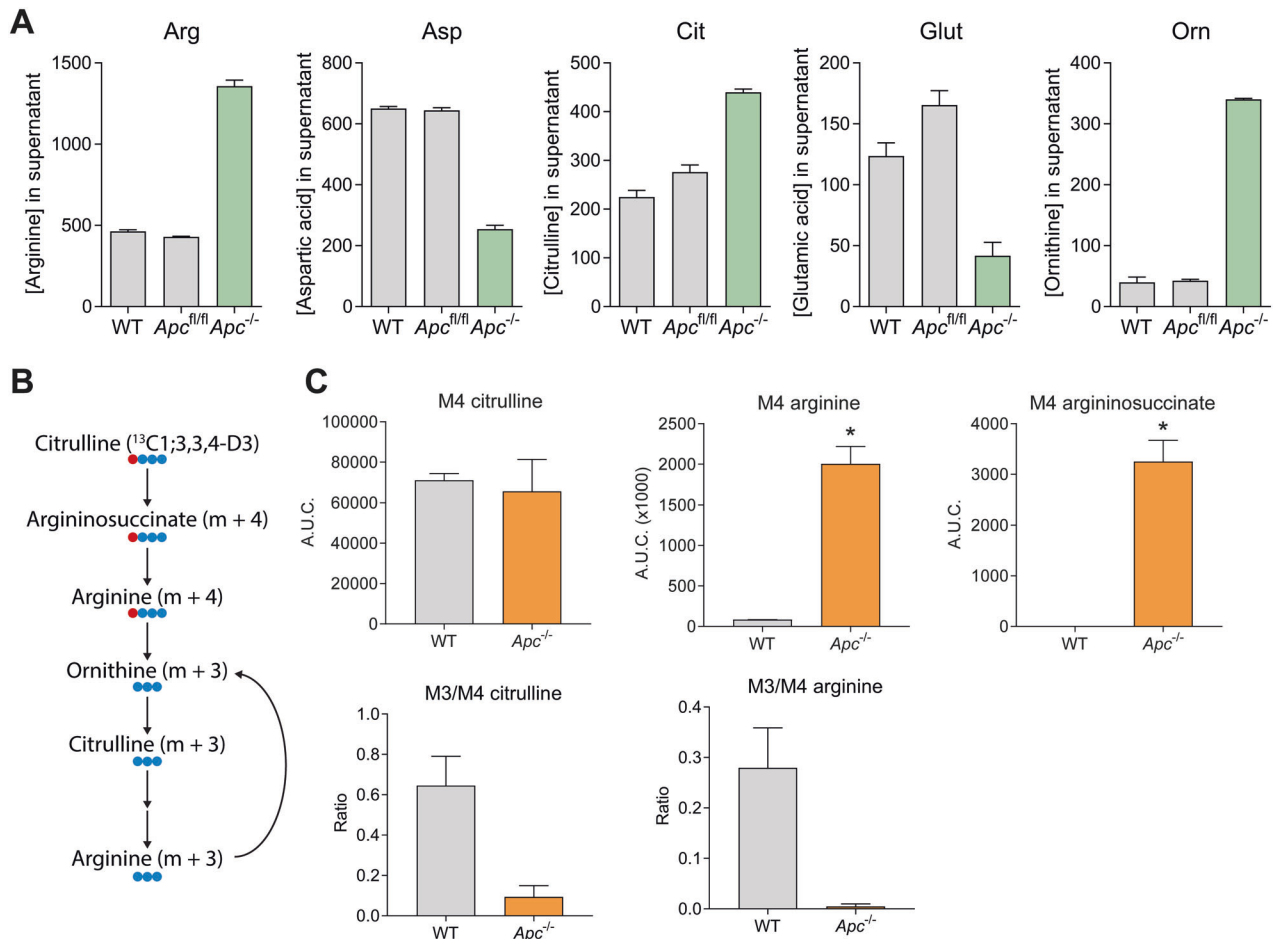 A
Arg
Asp
Cit
Glut
Orn
[Arginine] in supernatant
1500
1000
500
0
WT
Apcfl/fl
Apc-/-
[Aspartic acid] in supernatant
800
600
400
200
0
WT
Apcfl/fl
Apc-/-
[Citrulline] in supernatant
500
400
300
200
100
0
WT
Apcfl/fl
Apc-/-
[Glutamic acid] in supernatant
200
150
100
50
0
WT
Apcfl/fl
Apc-/-
[Ornithine] in supernatant
400
300
200
100
0
WT
Apcfl/fl
Apc-/-
B
Citrulline (13C1;3,3,4-D3)
Argininosuccinate (m + 4)
Arginine (m + 4)
Ornithine (m + 3)
Citrulline (m + 3)
Arginine (m + 3)
C
M4 citrulline
A.U.C.
100000
80000
60000
40000
20000
0
WT
Apc-/-
M4 arginine
A.U.C. (x1000)
2500
2000
1500
1000
500
0
*
WT
Apc-/-
M4 argininosuccinate
A.U.C.
4000
3000
2000
1000
0
*
WT
Apc-/-
M3/M4 citrulline
Ratio
1.0
0.8
0.6
0.4
0.2
0.0
WT
Apc-/-
M3/M4 arginine
Ratio
0.4
0.3
0.2
0.1
0.0
WT
Apc-/-